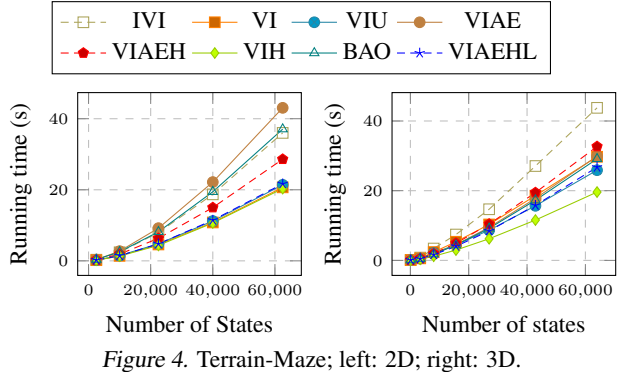 IVI VI VIU VIAE
VIAEH VIH BAO VIAEHL
Running time (s)
40
20
0
0 20,000 40,000 60,000
Number of States
Running time (s)
40
20
0
0 20,000 40,000 60,000
Number of states
Figure 4. Terrain-Maze; left: 2D; right: 3D.